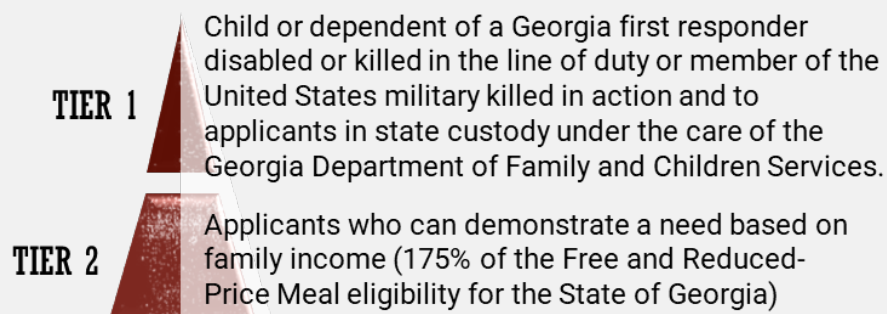 Child or dependent of a Georgia first responder
disabled or killed in the line of duty or member of the
TIER 1
United States military killed in action and to
applicants in state custody under the care of the
Georgia Department of Family and Children Services.
Applicants who can demonstrate a need based on
TIER 2
family income (175% of the Free and Reduced-
Price Meal eligibility for the State of Georgia)